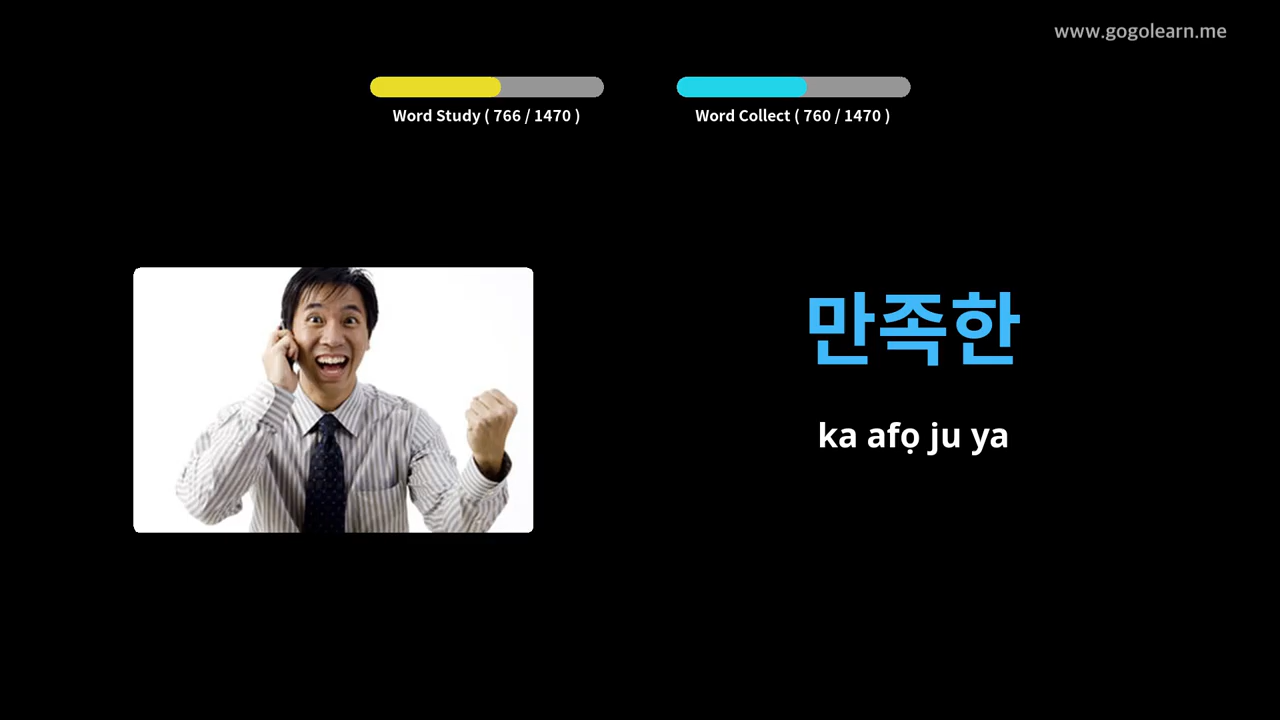 www.gogolearn.me
Word Study ( 766 / 1470 )
Word Collect ( 760 / 1470 )
만족한
ka afọ ju ya